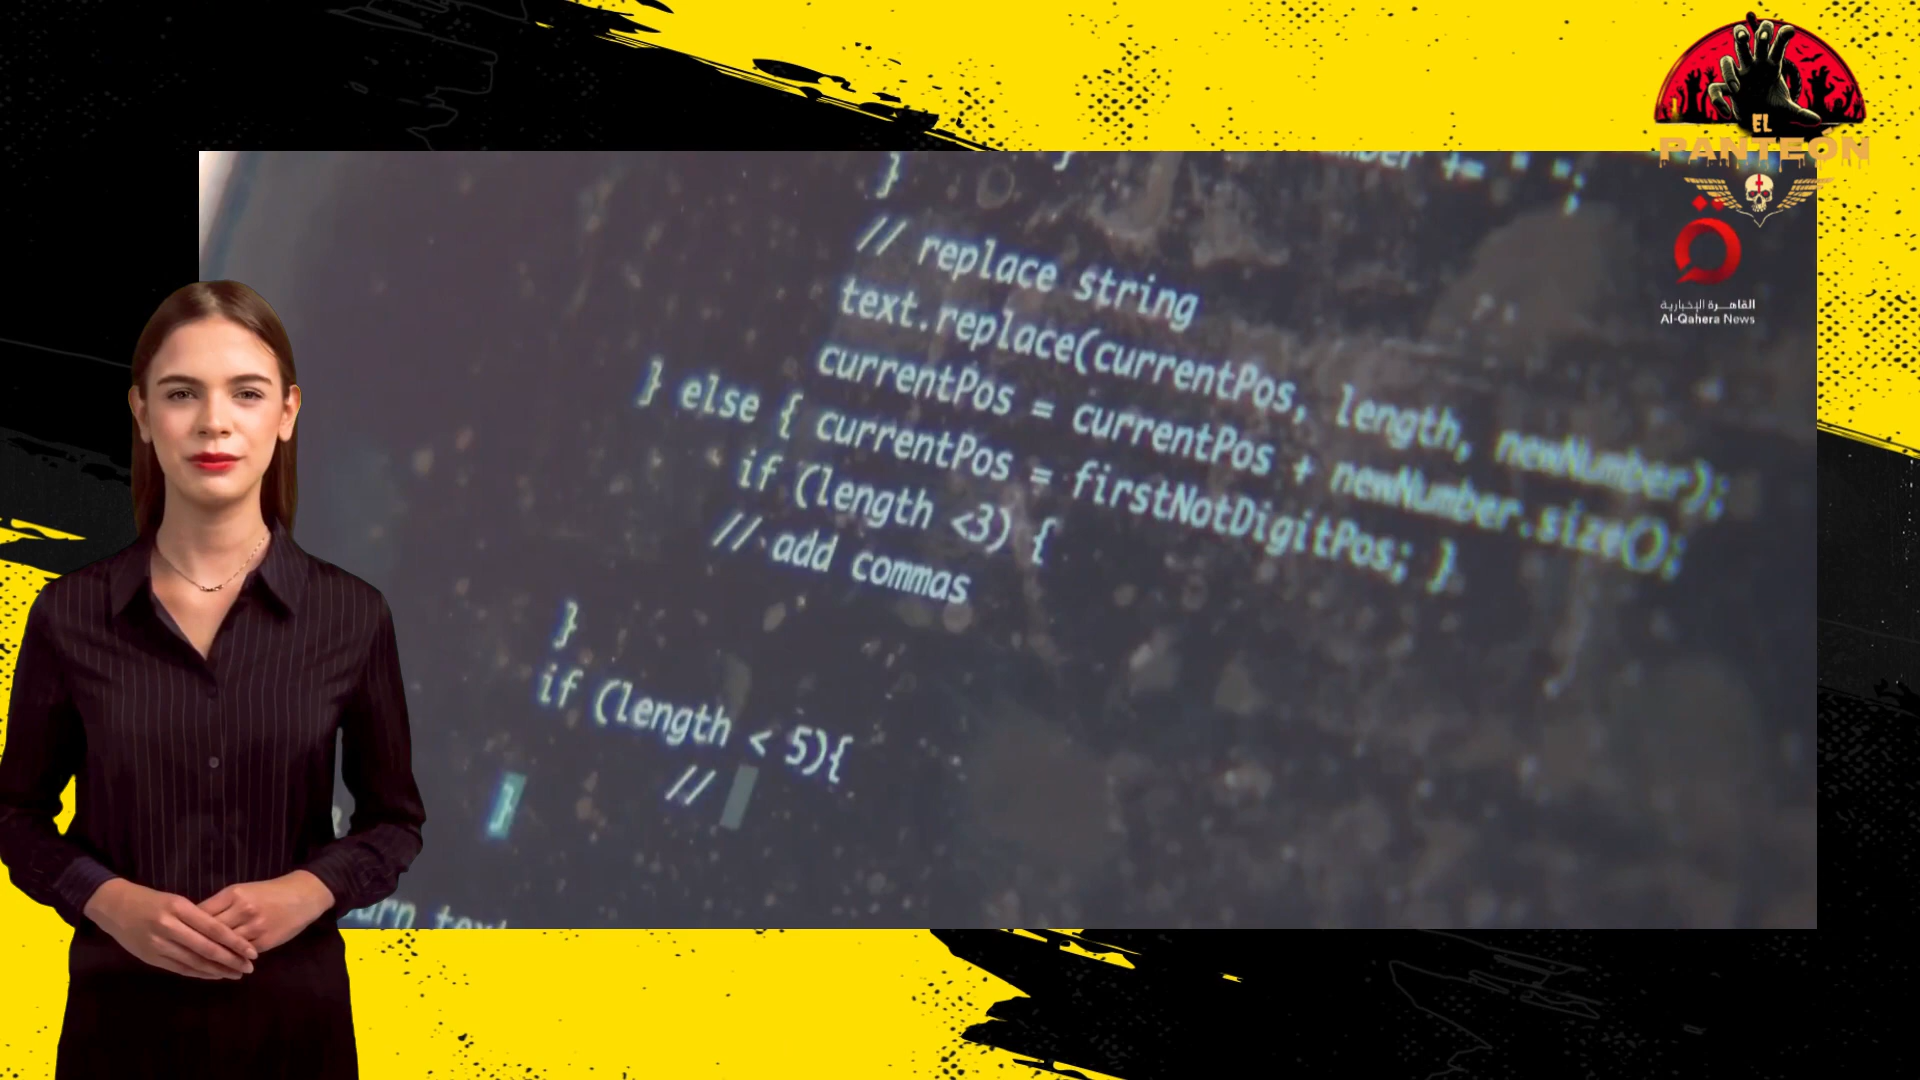 EL
PANTEÓN
القاهرة الإخبارية
Al-Qahera News
+= " ";
}
}
// replace string
text.replace(currentPos, length, newNumber);
currentPos = currentPos + newNumber.size();
} else { currentPos = firstNotDigitPos; }
if (length <3) {
// add commas
}
if (length < 5){
//
}